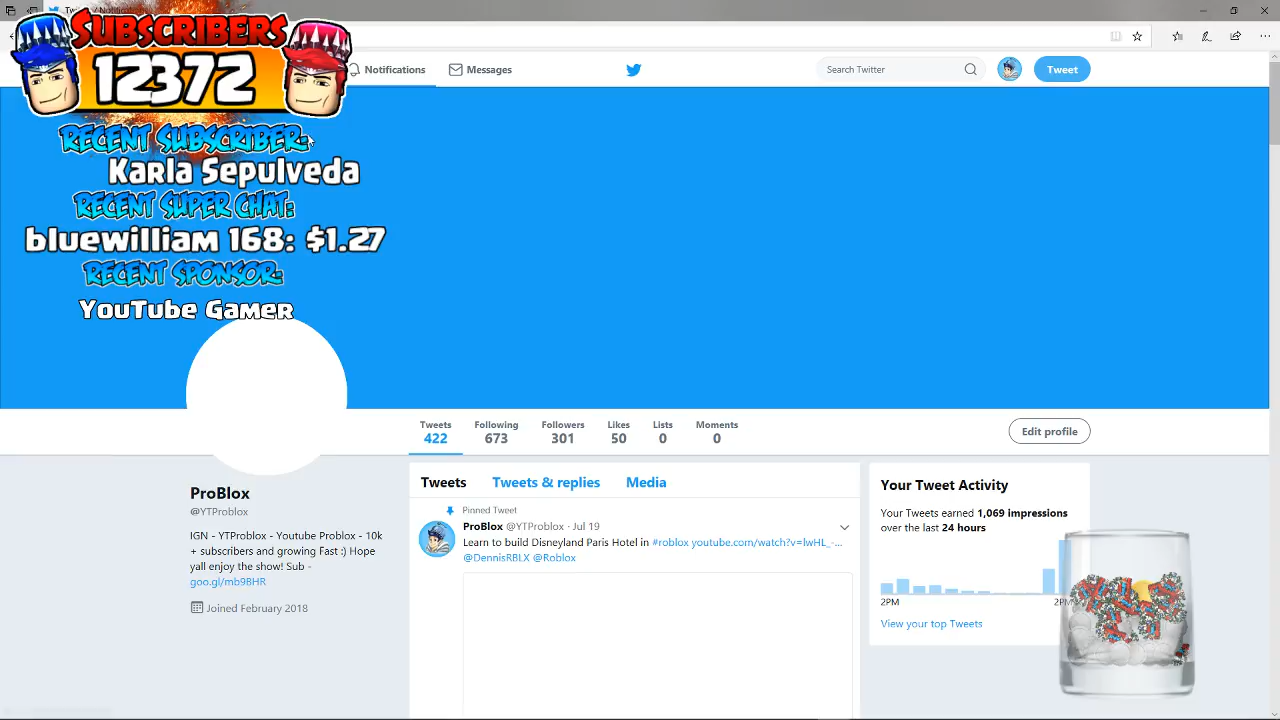 SUBSCRIBERS
12372
RECENT SUBSCRIBER:
Karla Sepulveda
RECENT SUPER CHAT:
bluewilliam 168: $1.27
RECENT SPONSOR:
YouTube Gamer
Notifications
Messages
Search Twitter
Tweet
Tweets
422
Following
673
Followers
301
Likes
50
Lists
0
Moments
0
Edit profile
ProBlox
@YTProblox
IGN - YTProblox - Youtube Problox - 10k
+ subscribers and growing Fast :) Hope
yall enjoy the show! Sub -
goo.gl/mb9BHR
Joined February 2018
Tweets Tweets & replies Media
Pinned Tweet
ProBlox @YTProblox · Jul 19
Learn to build Disneyland Paris Hotel in #roblox youtube.com/watch?v=lwHL_-…
@DennisRBLX @Roblox
Your Tweet Activity
Your Tweets earned 1,069 impressions
over the last 24 hours
2PM
2PM
View your top Tweets